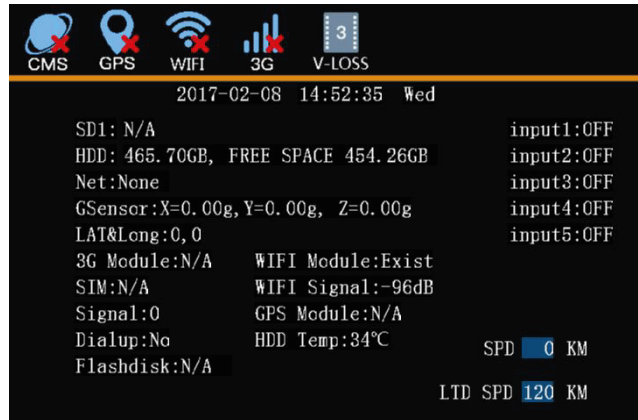 3
CMS GPS WIFI 3G V-LOSS
2017-02-08 14:52:35 Wed
SD1: N/A input1:OFF
HDD: 465.70GB, FREE SPACE 454.26GB input2:OFF
Net:None input3:OFF
GSensor:X=0.00g,Y=0.00g, Z=0.00g input4:OFF
LAT&Long:0,0 input5:OFF
3G Module:N/A WIFI Module:Exist
SIM:N/A WIFI Signal:-96dB
Signal:0 GPS Module:N/A
Dialup:No HDD Temp:34℃
SPD 0 KM
Flashdisk:N/A
LTD SPD 120 KM